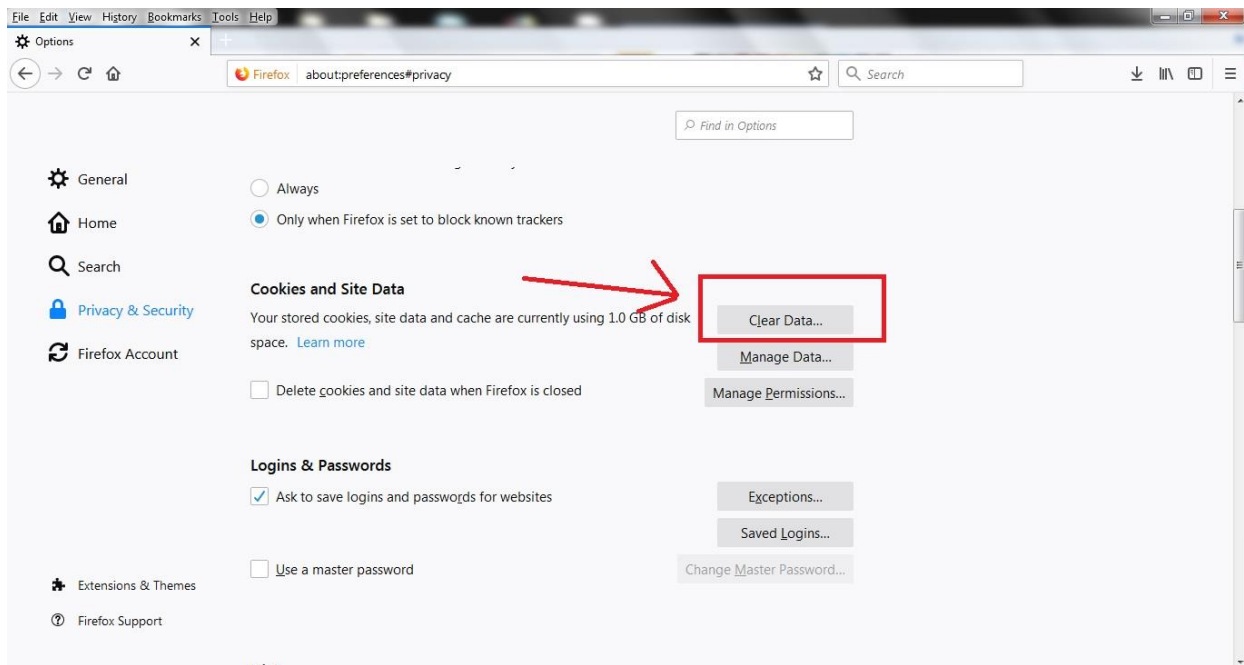 File Edit View History Bookmarks Tools Help
Options
Firefox about:preferences#privacy
Search
Find in Options
General
Home
Search
Privacy & Security
Firefox Account
Extensions & Themes
Firefox Support
Always
Only when Firefox is set to block known trackers
Cookies and Site Data
Your stored cookies, site data and cache are currently using 1.0 GB of disk
space. Learn more
Clear Data...
Manage Data...
Delete cookies and site data when Firefox is closed
Manage Permissions...
Logins & Passwords
Ask to save logins and passwords for websites
Exceptions...
Saved Logins...
Use a master password
Change Master Password...